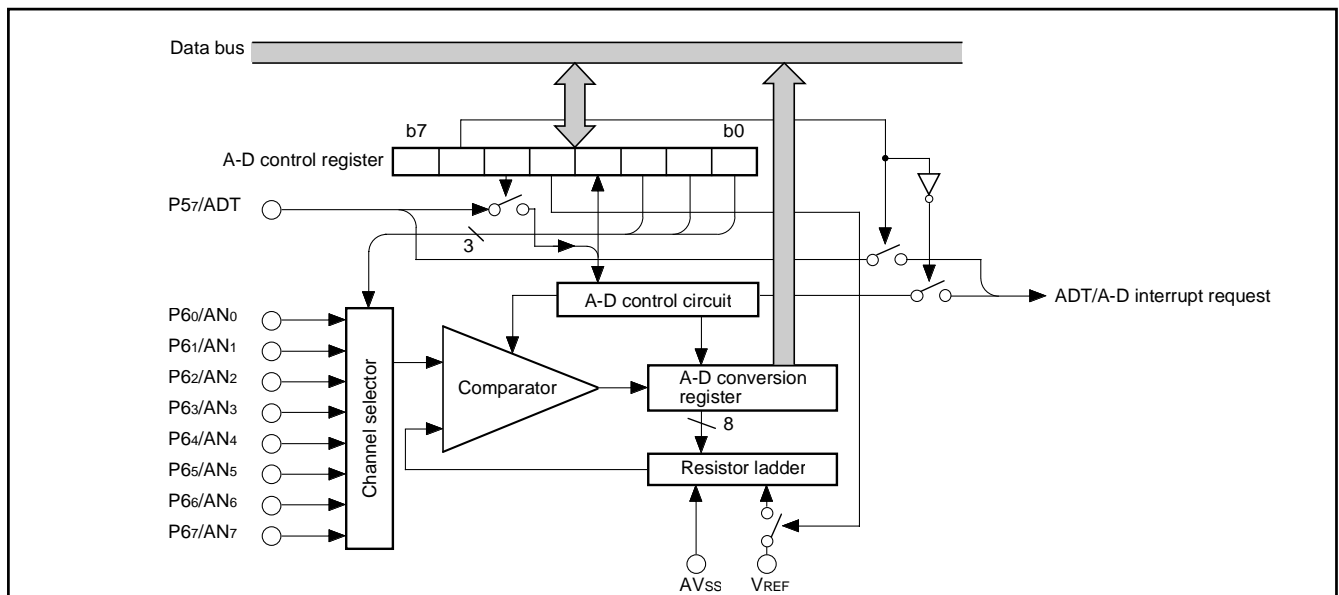 Data bus
b7
b0
A-D control register
P57/ADT
3
A-D control circuit
ADT/A-D interrupt request
P60/AN0
P61/AN1
P62/AN2
P63/AN3
P64/AN4
P65/AN5
P66/AN6
P67/AN7
Channel selector
Comparator
A-D conversion
register
8
Resistor ladder
AVSS
VREF